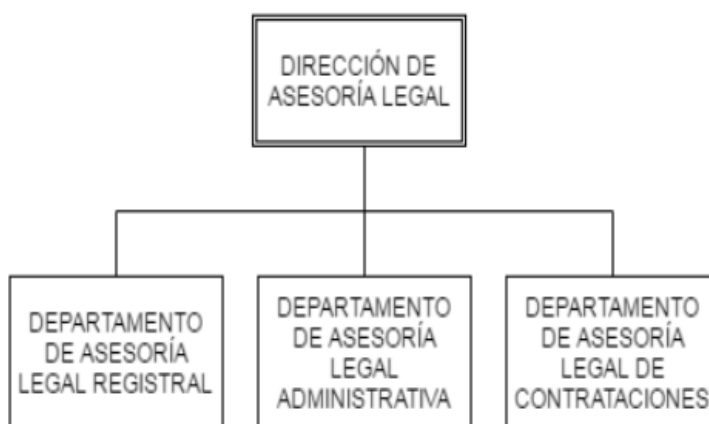 DIRECCIÓN DE
ASESORÍA LEGAL
DEPARTAMENTO
DE ASESORÍA
LEGAL REGISTRAL
DEPARTAMENTO
DE ASESORÍA
LEGAL
ADMINISTRATIVA
DEPARTAMENTO
DE ASESORÍA
LEGAL DE
CONTRATACIONES